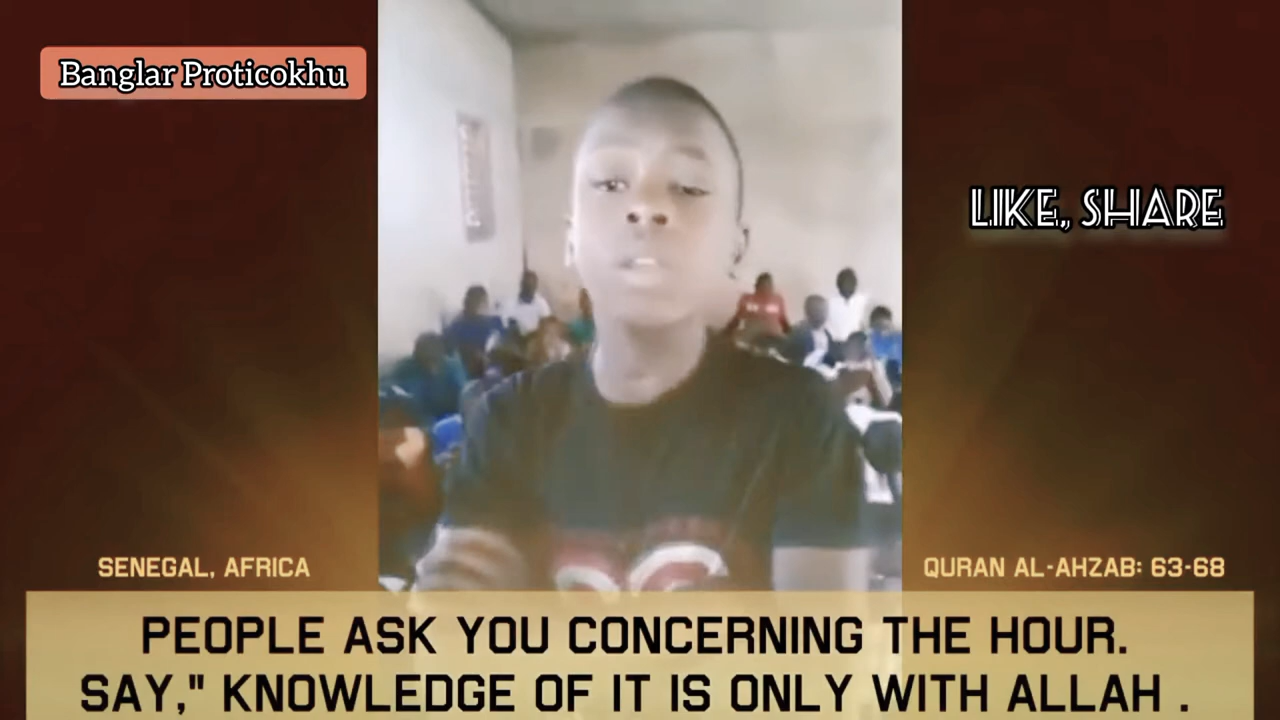 Banglar Proticokhu
LIKE, SHARE
SENEGAL, AFRICA
QURAN AL-AHZAB: 63-68
PEOPLE ASK YOU CONCERNING THE HOUR.
SAY," KNOWLEDGE OF IT IS ONLY WITH ALLAH .